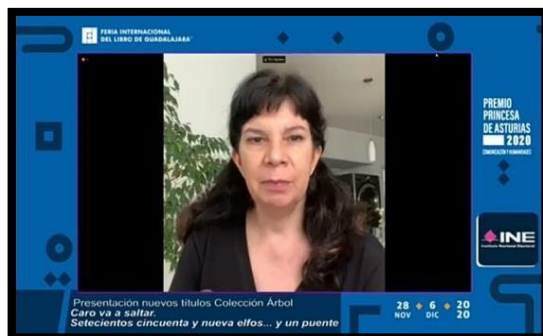 FERIA INTERNACIONAL
DEL LIBRO DE GUADALAJARA
PREMIO
PRINCESA
DE ASTURIAS
2020
COMUNICACIÓN Y HUMANIDADES
INE
Instituto Nacional Electoral
Presentación nuevos títulos Colección Árbol
Caro va a saltar.
Setecientos cincuenta y nueva elfos... y un puente
28 ◆ 6 ◆ 20
NOV DIC 20